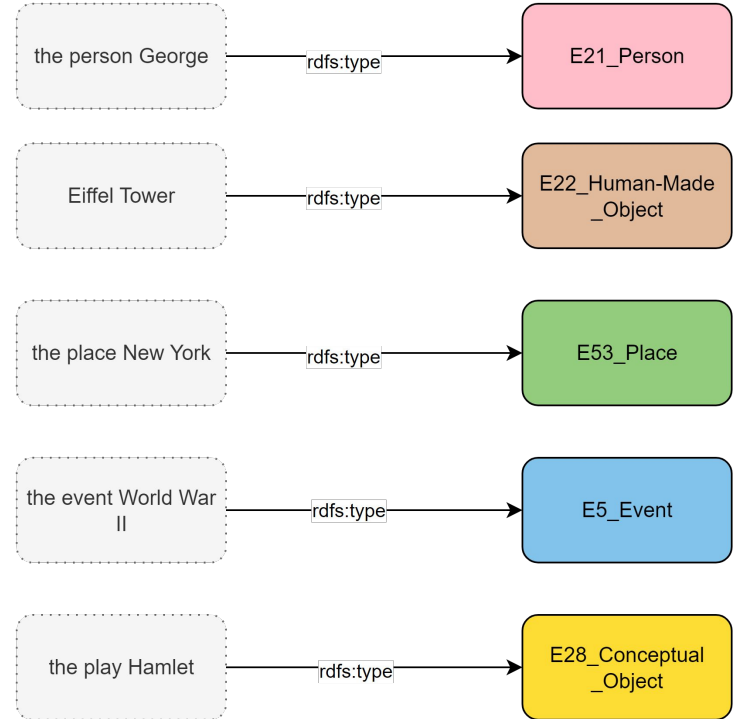 the person George
rdfs:type
E21_Person
Eiffel Tower
rdfs:type
E22_Human-Made
_Object
the place New York
rdfs:type
E53_Place
the event World War
II
rdfs:type
E5_Event
the play Hamlet
rdfs:type
E28_Conceptual
_Object